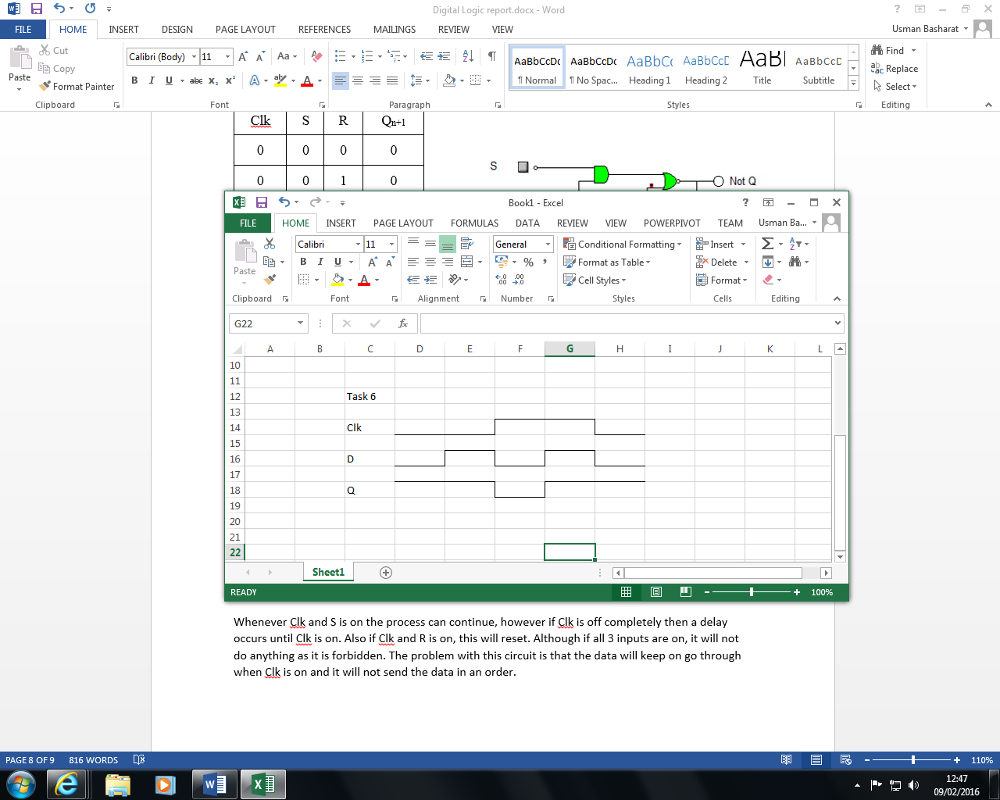 Digital Logic report.docx - Word
FILE HOME INSERT DESIGN PAGE LAYOUT REFERENCES MAILINGS REVIEW VIEW Usman Basharat
Paste
Cut
Copy
Format Painter
Clipboard
Calibri (Body) 11
Font
Paragraph
AaBbCcDc AaBbCcDc AaBbC AaBbCcD AaB AaBbCcD
¶ Normal ¶ No Spac... Heading 1 Heading 2 Title Subtitle
Styles
Find
Replace
Select
Editing
Clk S R Qn+1
0 0 0 0
0 0 1 0
S
Not Q
Book1 - Excel
FILE HOME INSERT PAGE LAYOUT FORMULAS DATA REVIEW VIEW POWERPIVOT TEAM Usman Ba...
Paste
Clipboard
Calibri 11
B I U
Font
Alignment
General
Number
Conditional Formatting
Format as Table
Cell Styles
Styles
Insert
Delete
Format
Cells
Editing
G22
fx
A B C D E F G H I J K L
10
11
12 Task 6
13
14 Clk
15
16 D
17
18 Q
19
20
21
22
Sheet1
READY
100%
Whenever Clk and S is on the process can continue, however if Clk is off completely then a delay
occurs until Clk is on. Also if Clk and R is on, this will reset. Although if all 3 inputs are on, it will not
do anything as it is forbidden. The problem with this circuit is that the data will keep on go through
when Clk is on and it will not send the data in an order.
PAGE 8 OF 9 816 WORDS
110%
12:47
09/02/2016